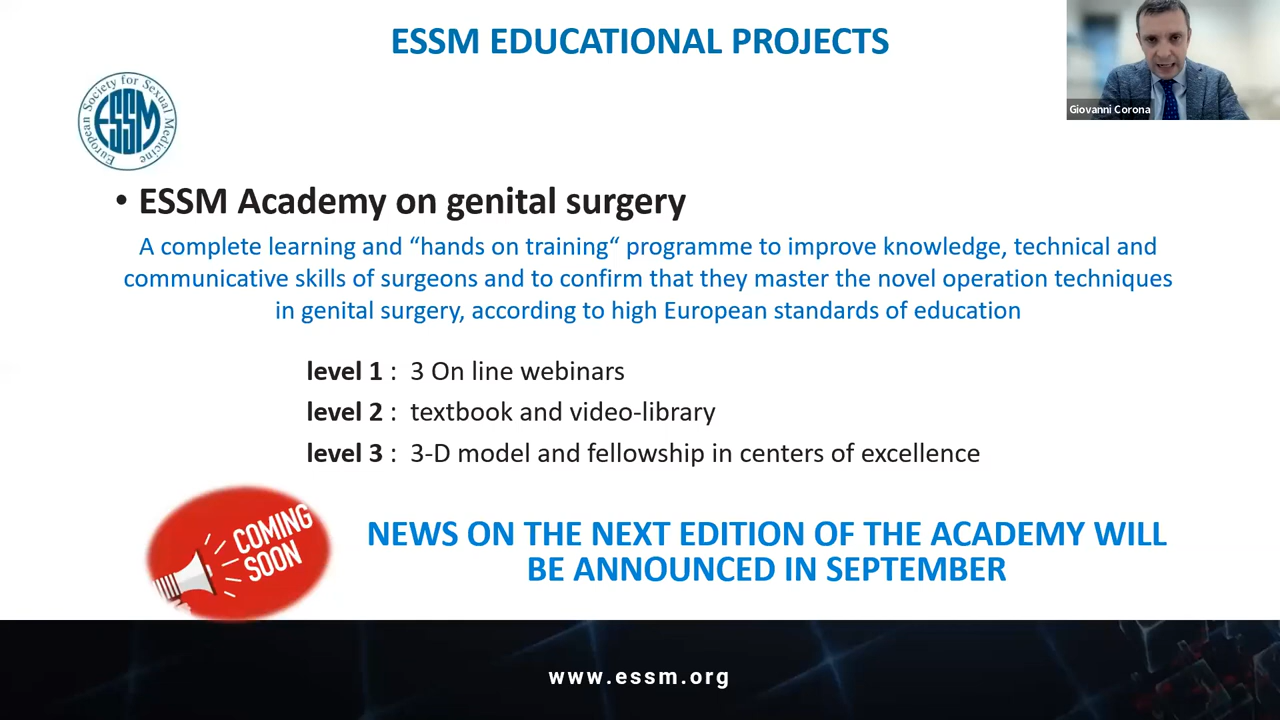 ESSM EDUCATIONAL PROJECTS
Giovanni Corona
European Society for Sexual Medicine
ESSM
• ESSM Academy on genital surgery
A complete learning and “hands on training“ programme to improve knowledge, technical and
communicative skills of surgeons and to confirm that they master the novel operation techniques
in genital surgery, according to high European standards of education
level 1 : 3 On line webinars
level 2 : textbook and video-library
level 3 : 3-D model and fellowship in centers of excellence
COMING
SOON
NEWS ON THE NEXT EDITION OF THE ACADEMY WILL
BE ANNOUNCED IN SEPTEMBER
www.essm.org